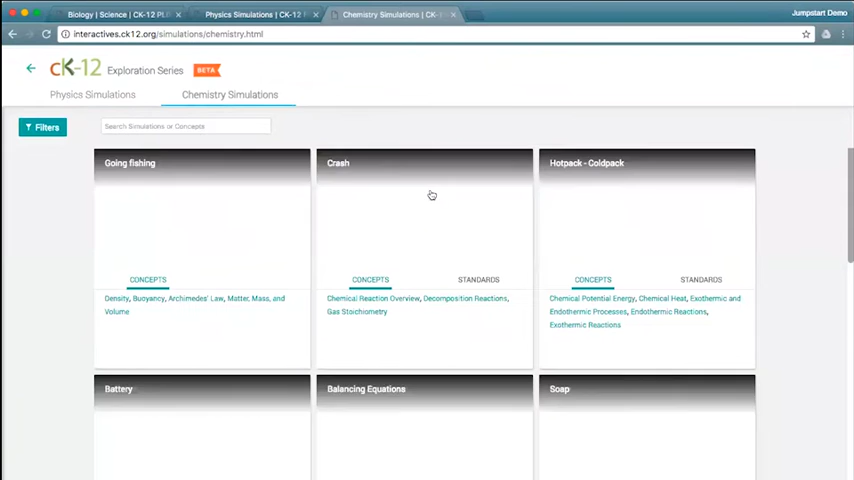 Biology | Science | CK-12
Physics Simulations | CK-12
Chemistry Simulations | CK-
Jumpstart Demo
interactives.ck12.org/simulations/chemistry.html
cK-12 Exploration Series BETA
Physics Simulations Chemistry Simulations
Filters
Search Simulations or Concepts
Going fishing
CONCEPTS
Density, Buoyancy, Archimedes' Law, Matter, Mass, and
Volume
Crash
CONCEPTS STANDARDS
Chemical Reaction Overview, Decomposition Reactions,
Gas Stoichiometry
Hotpack - Coldpack
CONCEPTS STANDARDS
Chemical Potential Energy, Chemical Heat, Exothermic and
Endothermic Processes, Endothermic Reactions,
Exothermic Reactions
Battery
Balancing Equations
Soap